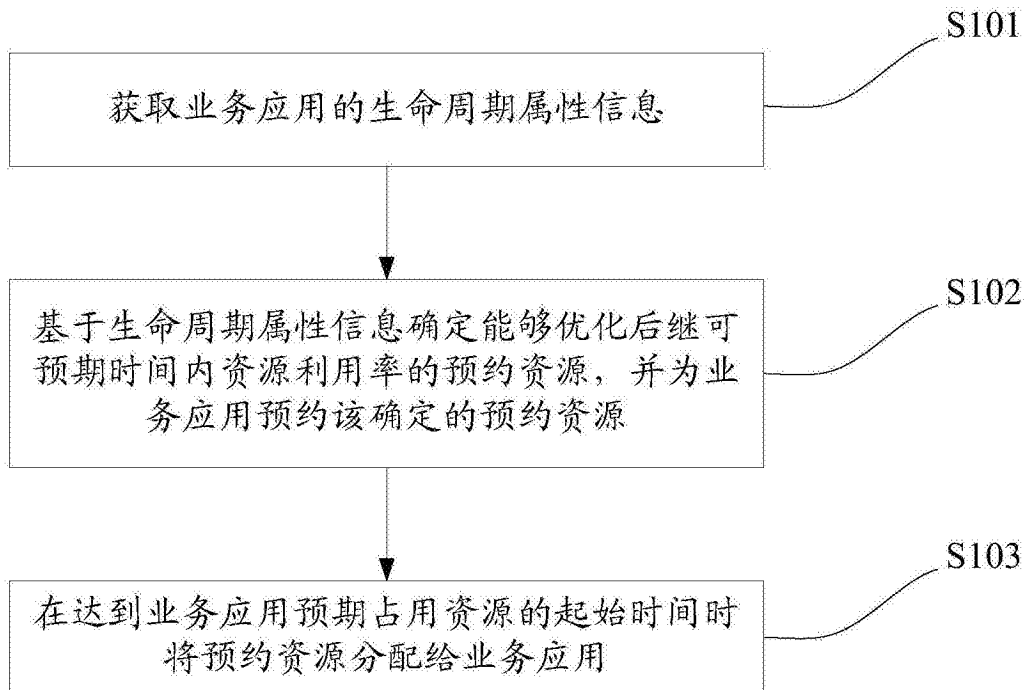 S101
获取业务应用的生命周期属性信息
S102
基于生命周期属性信息确定能够优化后继可
预期时间内资源利用率的预约资源，并为业
务应用预约该确定的预约资源
S103
在达到业务应用预期占用资源的起始时间时
将预约资源分配给业务应用